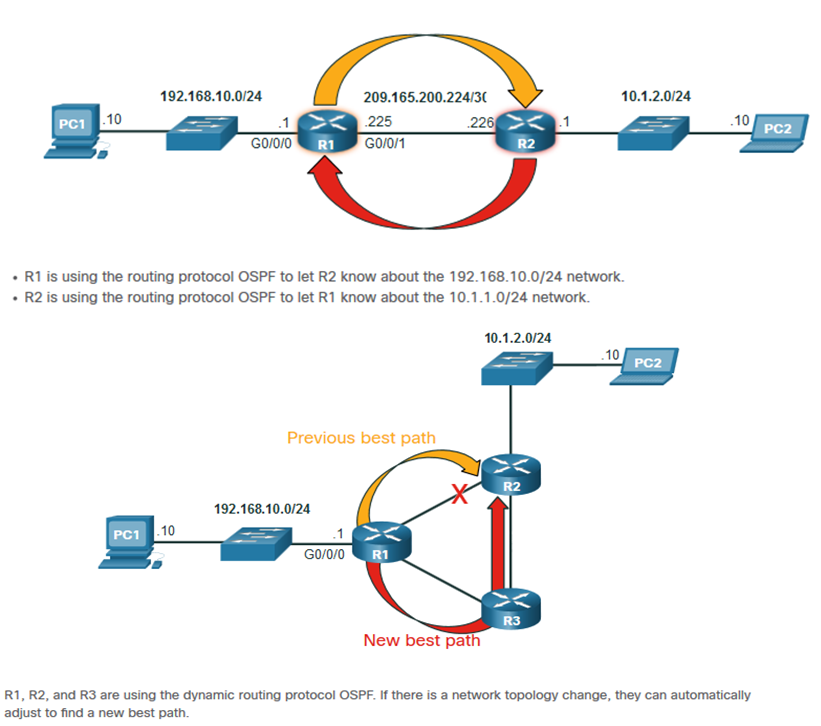 192.168.10.0/24
209.165.200.224/30
10.1.2.0/24
PC1
.10
.1
.225
.226
.1
.10
PC2
G0/0/0
R1
G0/0/1
R2
• R1 is using the routing protocol OSPF to let R2 know about the 192.168.10.0/24 network.
• R2 is using the routing protocol OSPF to let R1 know about the 10.1.1.0/24 network.
10.1.2.0/24
.10
PC2
Previous best path
R2
X
192.168.10.0/24
PC1
.10
.1
G0/0/0
R1
R3
New best path
R1, R2, and R3 are using the dynamic routing protocol OSPF. If there is a network topology change, they can automatically
adjust to find a new best path.